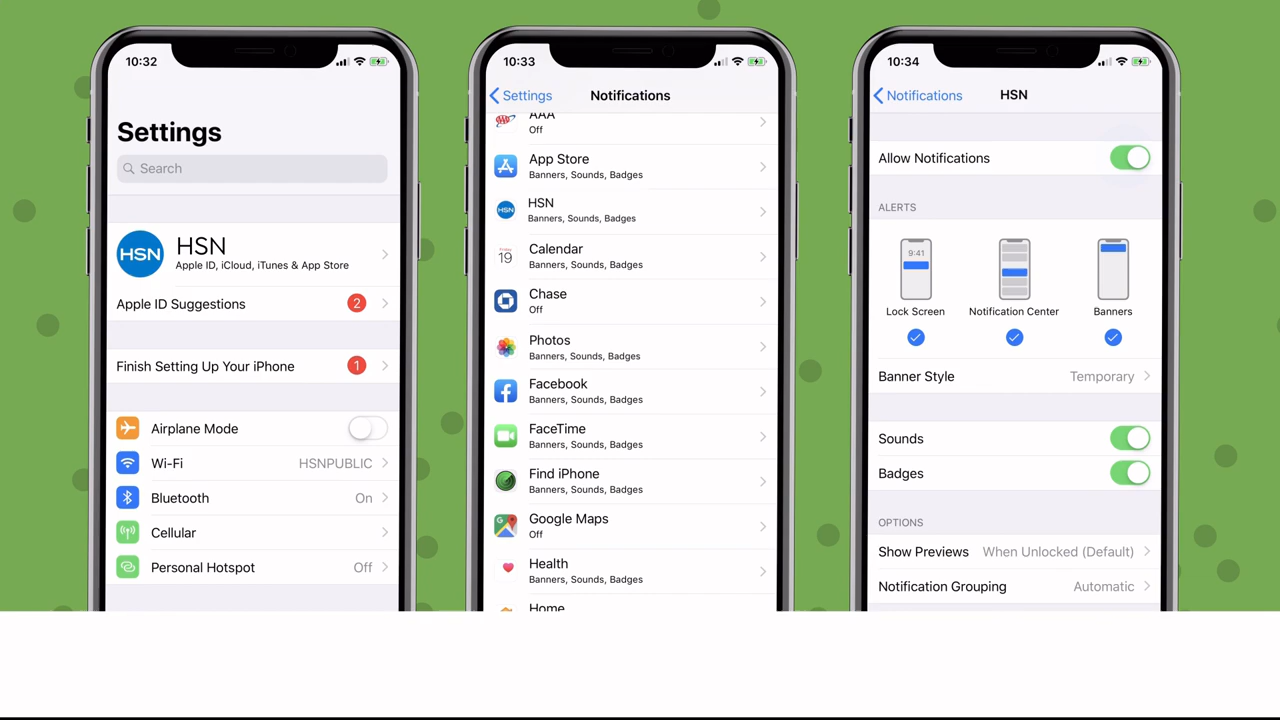 10:32
Settings
Search
HSN
HSN
Apple ID, iCloud, iTunes & App Store
Apple ID Suggestions
2
Finish Setting Up Your iPhone
1
Airplane Mode
Wi-Fi
HSNPUBLIC
Bluetooth
On
Cellular
Personal Hotspot
Off
10:33
Settings
Notifications
AAA
Off
App Store
Banners, Sounds, Badges
HSN
HSN
Banners, Sounds, Badges
Calendar
19
Banners, Sounds, Badges
Chase
Off
Photos
Banners, Sounds, Badges
Facebook
Banners, Sounds, Badges
FaceTime
Banners, Sounds, Badges
Find iPhone
Banners, Sounds, Badges
Google Maps
Off
Health
Banners, Sounds, Badges
Home
10:34
Notifications
HSN
Allow Notifications
ALERTS
9:41
Lock Screen
Notification Center
Banners
Banner Style
Temporary
Sounds
Badges
OPTIONS
Show Previews
When Unlocked (Default)
Notification Grouping
Automatic